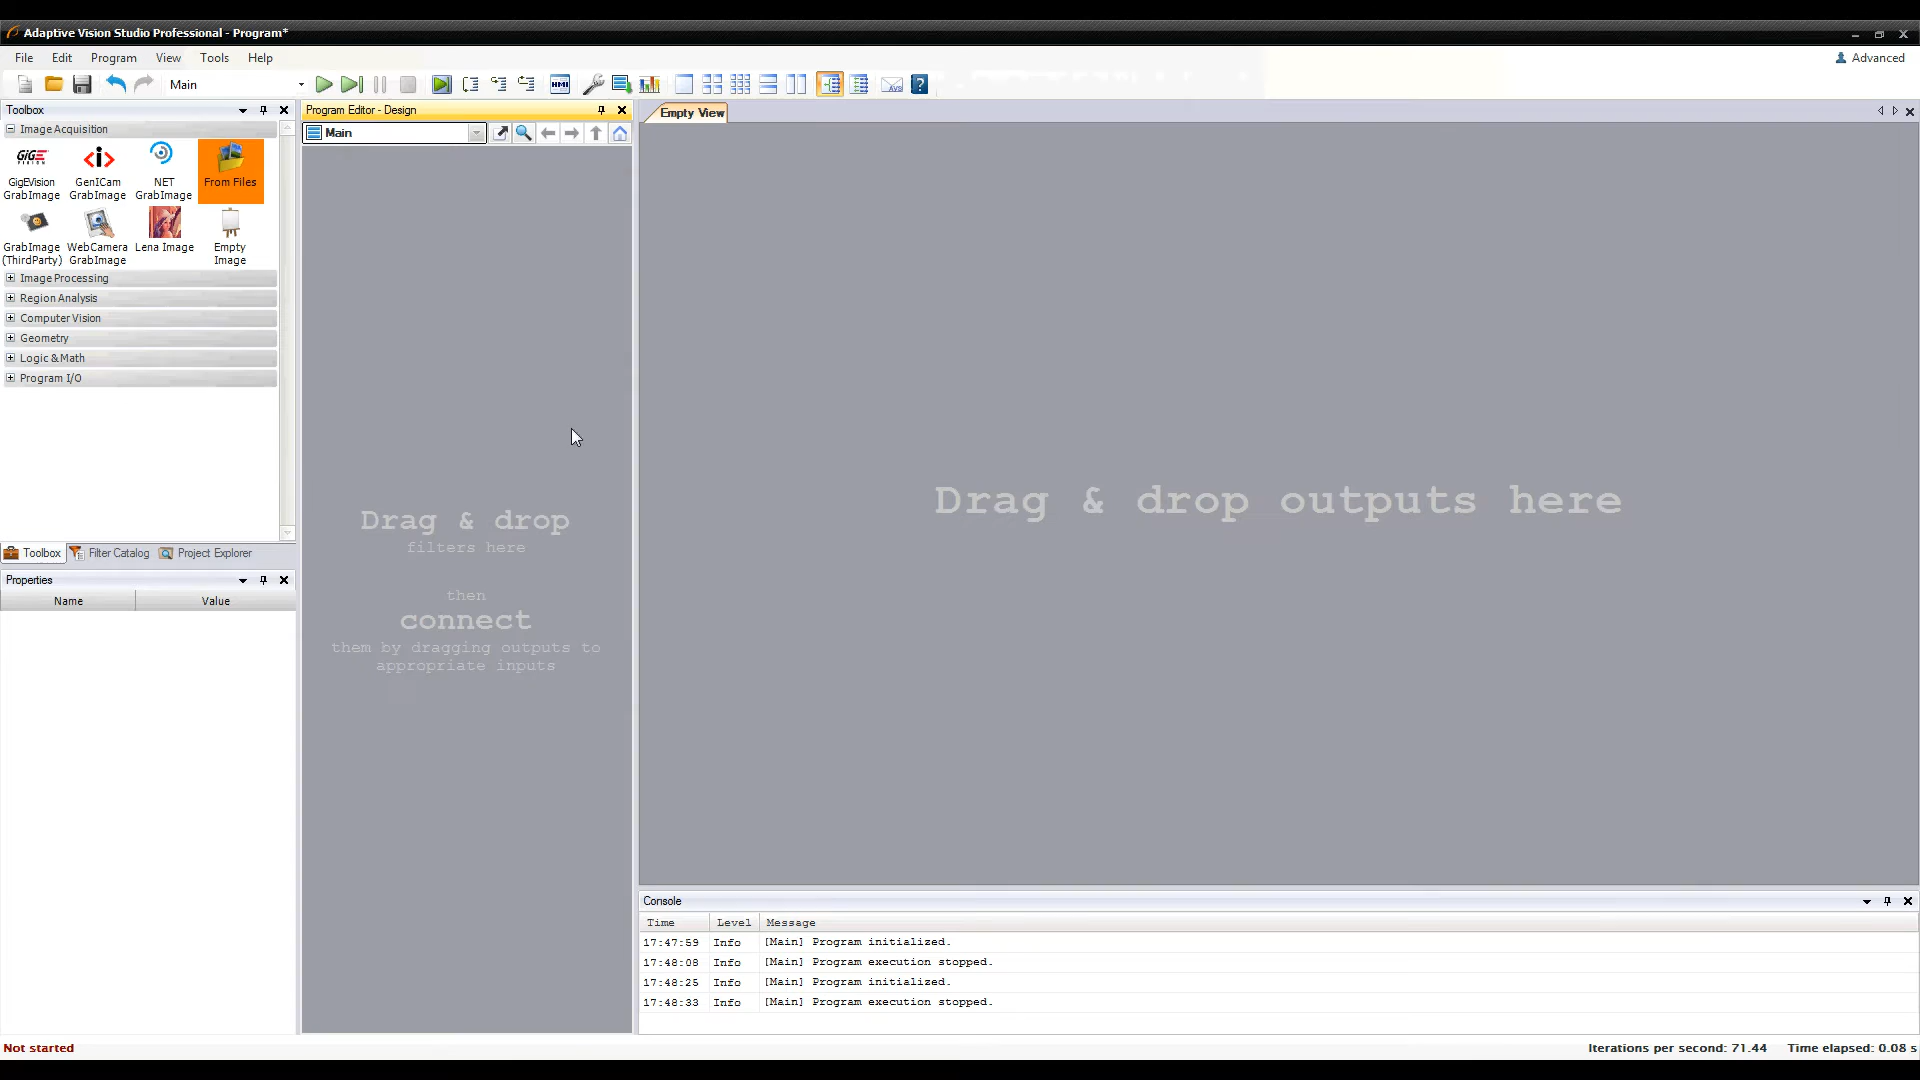 Adaptive Vision Studio Professional - Program*
File Edit Program View Tools Help
Advanced
Main
HMI
AVS
?
Toolbox
Image Acquisition
GiGE VISION
GigEVision GrabImage
GenICam GrabImage
NET GrabImage
From Files
GrabImage (ThirdParty)
WebCamera GrabImage
Lena Image
Empty Image
Image Processing
Region Analysis
Computer Vision
Geometry
Logic & Math
Program I/O
Toolbox Filter Catalog Project Explorer
Properties
Name Value
Program Editor - Design
Main
Drag & drop
filters here
then
connect
them by dragging outputs to
appropriate inputs
Empty View
Drag & drop outputs here
Console
Time Level Message
17:47:59 Info [Main] Program initialized.
17:48:08 Info [Main] Program execution stopped.
17:48:25 Info [Main] Program initialized.
17:48:33 Info [Main] Program execution stopped.
Not started
Iterations per second: 71.44 Time elapsed: 0.08 s